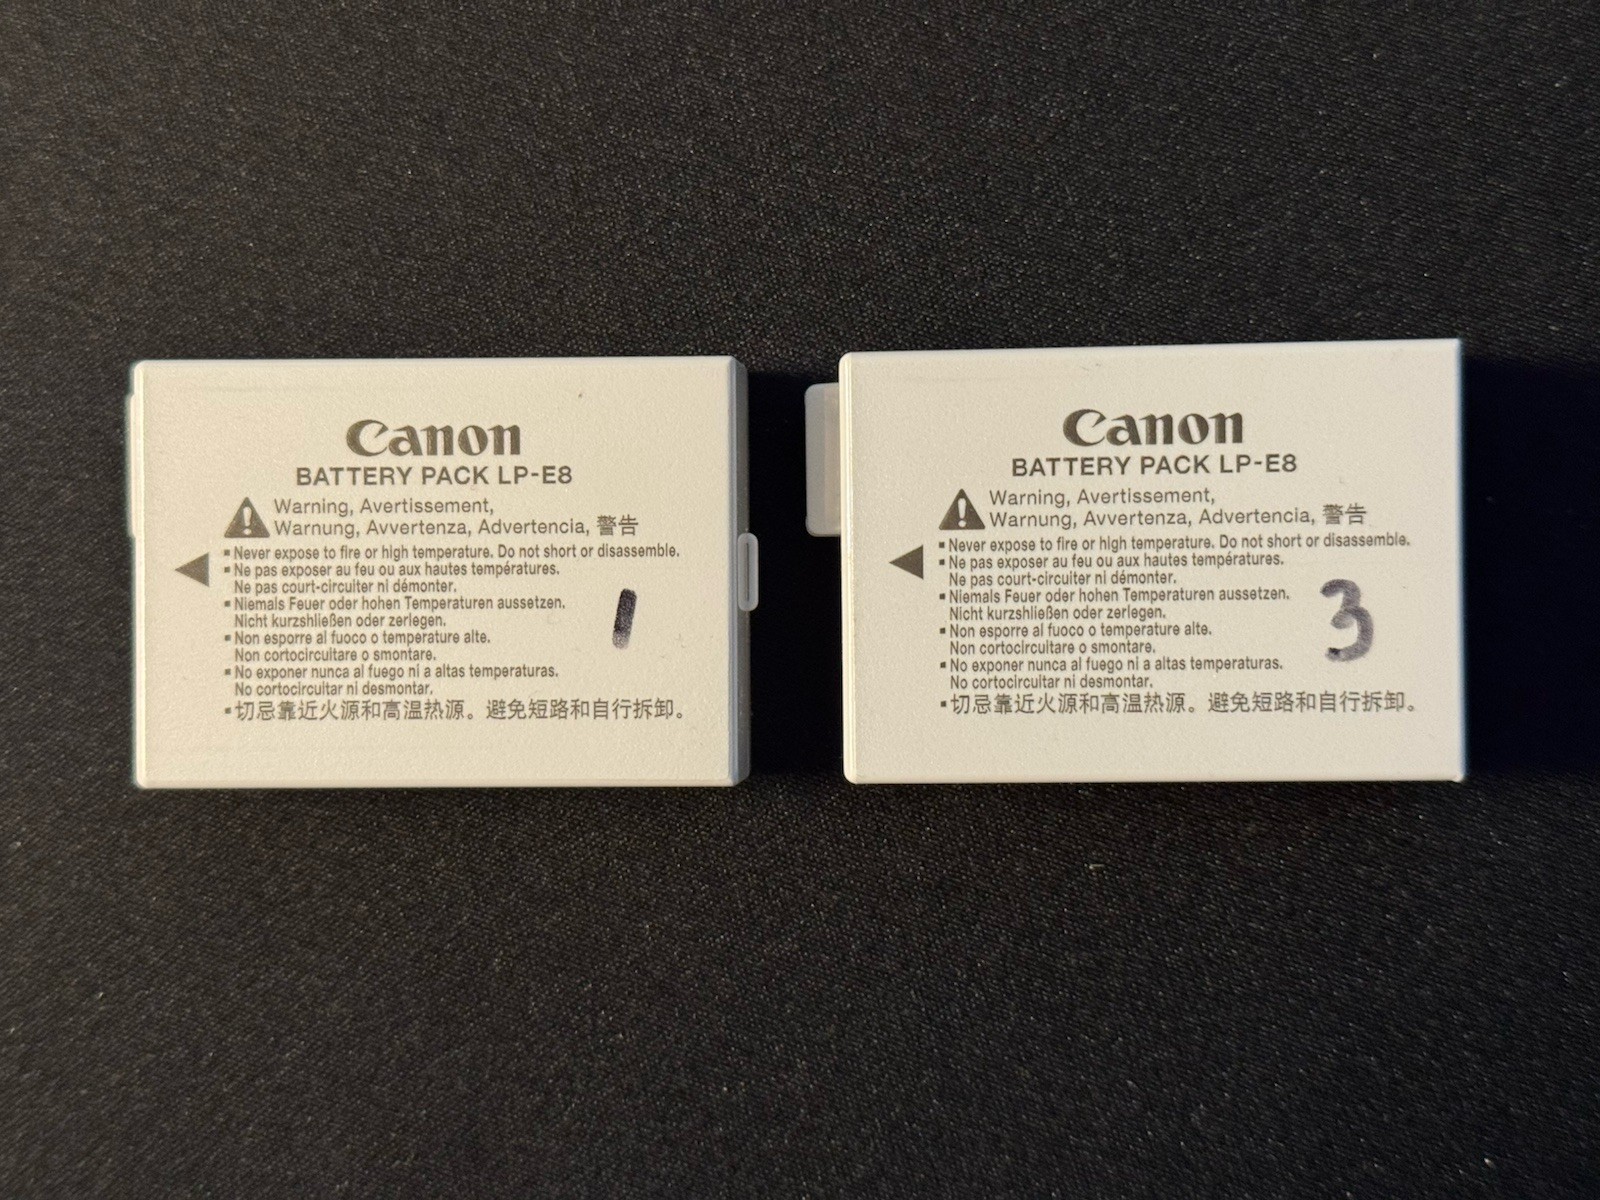 Canon
BATTERY PACK LP-E8
Warning, Avertissement,
Warnung, Avvertenza, Advertencia, 警告
▪ Never expose to fire or high temperature. Do not short or disassemble.
▪ Ne pas exposer au feu ou aux hautes températures.
Ne pas court-circuiter ni démonter.
▪ Niemals Feuer oder hohen Temperaturen aussetzen.
Nicht kurzshließen oder zerlegen.
▪ Non esporre al fuoco o temperature alte.
Non cortocircuitare o smontare.
▪ No exponer nunca al fuego ni a altas temperaturas.
No cortocircuitar ni desmontar.
▪ 切忌靠近火源和高温热源。避免短路和自行拆卸。
1
Canon
BATTERY PACK LP-E8
Warning, Avertissement,
Warnung, Avvertenza, Advertencia, 警告
▪ Never expose to fire or high temperature. Do not short or disassemble.
▪ Ne pas exposer au feu ou aux hautes températures.
Ne pas court-circuiter ni démonter.
▪ Niemals Feuer oder hohen Temperaturen aussetzen.
Nicht kurzshließen oder zerlegen.
▪ Non esporre al fuoco o temperature alte.
Non cortocircuitare o smontare.
▪ No exponer nunca al fuego ni a altas temperaturas.
No cortocircuitar ni desmontar.
▪ 切忌靠近火源和高温热源。避免短路和自行拆卸。
3